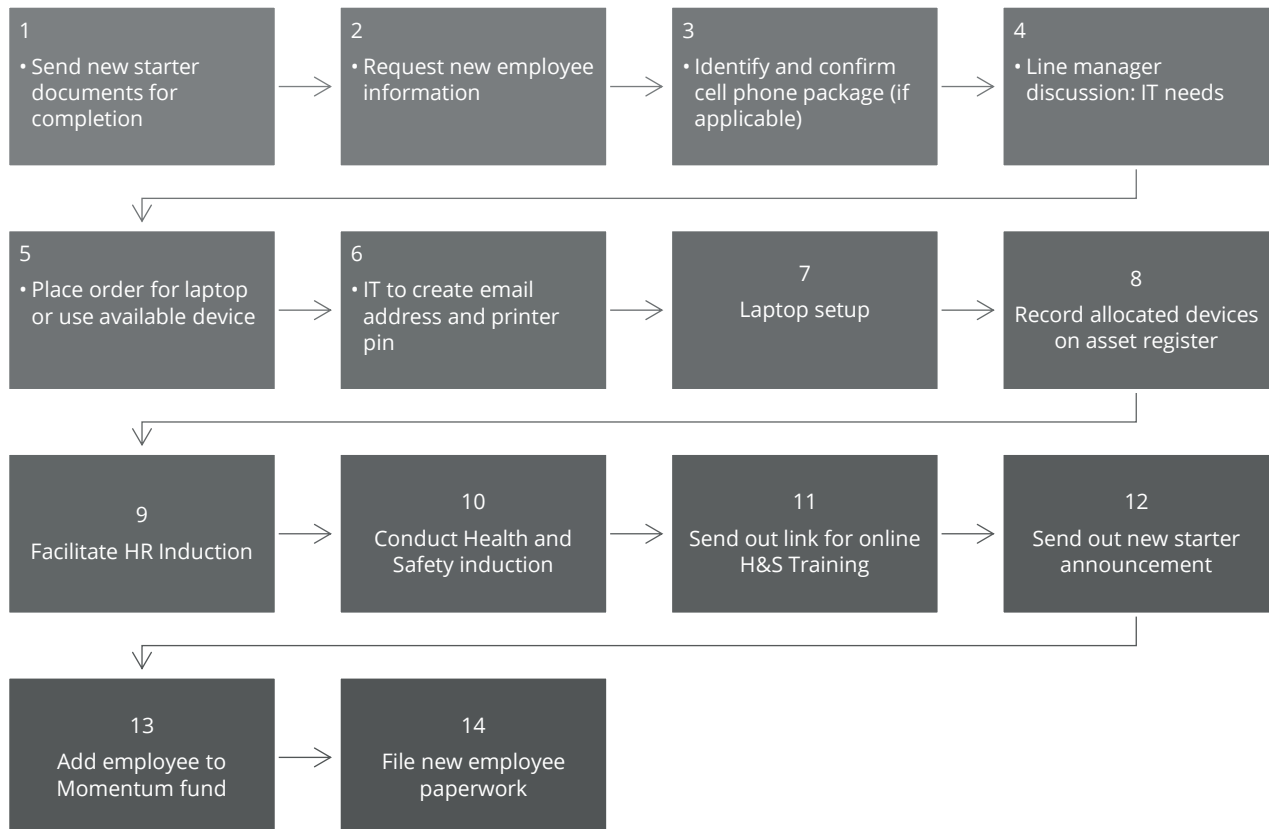 1
• Send new starter
documents for
completion
2
• Request new employee
information
3
• Identify and confirm
cell phone package (if
applicable)
4
• Line manager
discussion: IT needs
5
• Place order for laptop
or use available device
6
• IT to create email
address and printer
pin
7
Laptop setup
8
Record allocated devices
on asset register
9
Facilitate HR Induction
10
Conduct Health and
Safety induction
11
Send out link for online
H&S Training
12
Send out new starter
announcement
13
Add employee to
Momentum fund
14
File new employee
paperwork